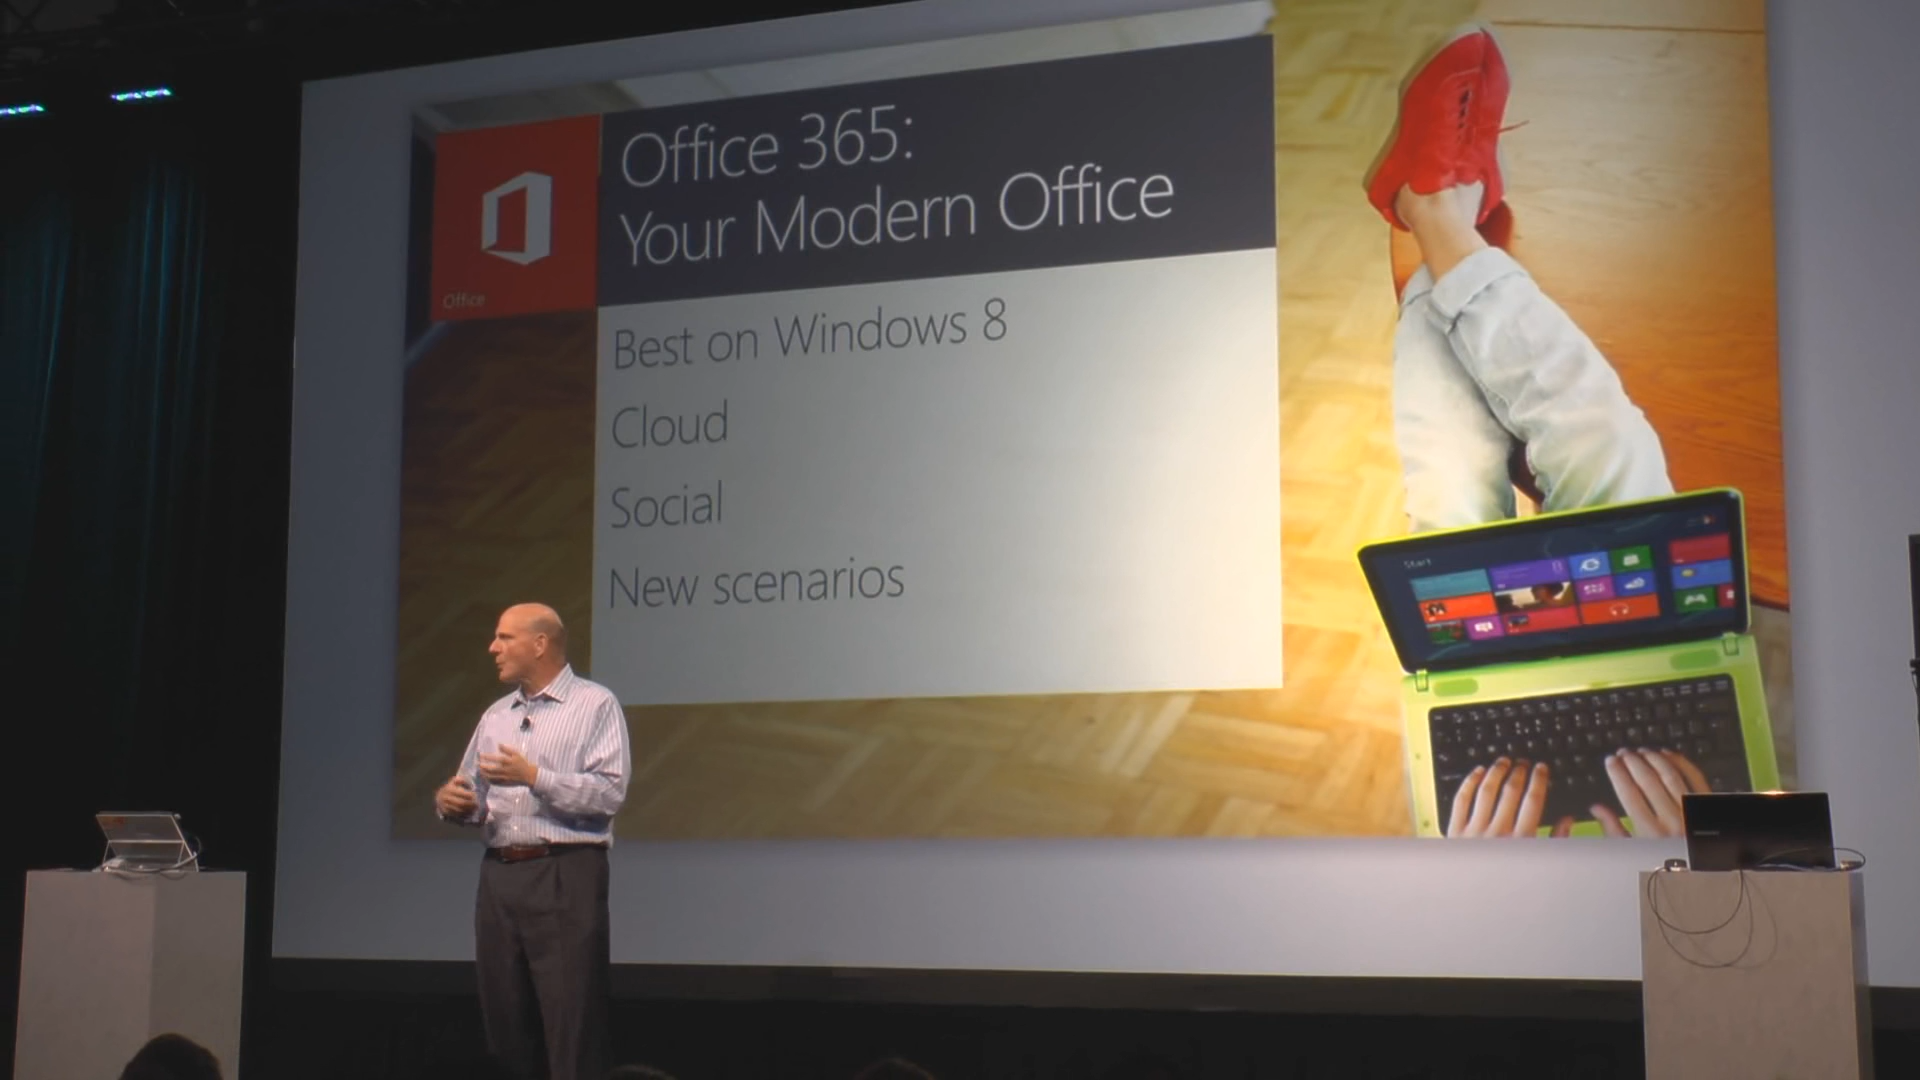 Office 365:
Your Modern Office
Office
Best on Windows 8
Cloud
Social
New scenarios
Start